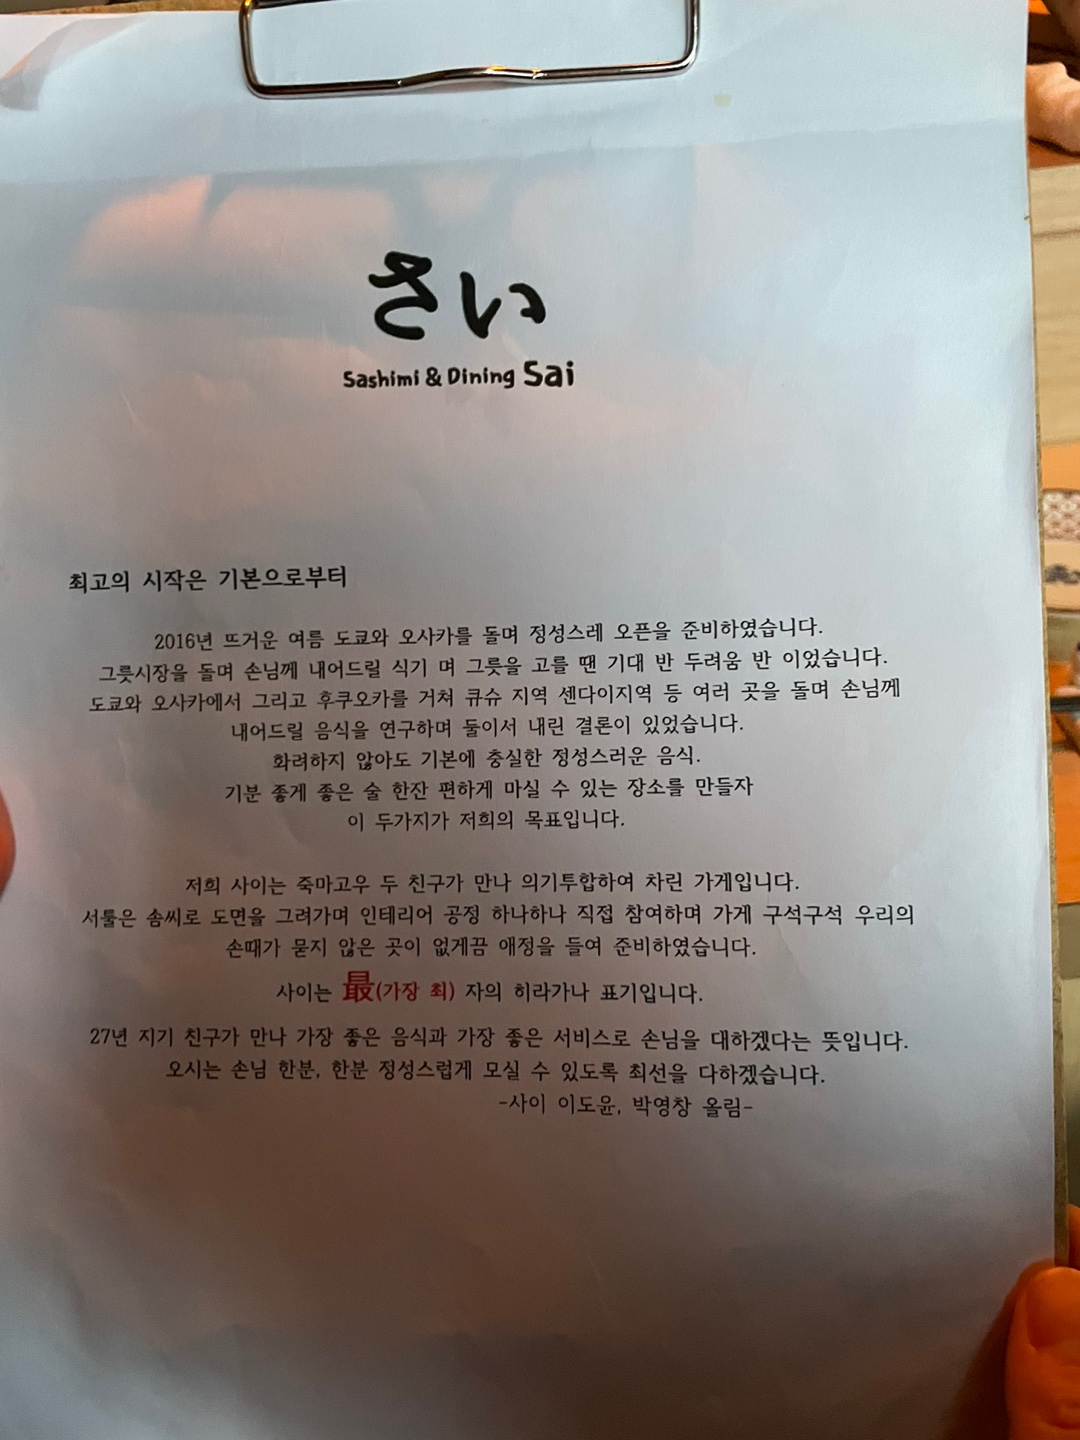 さい
Sashimi & Dining Sai
최고의 시작은 기본으로부터
2016년 뜨거운 여름 도쿄와 오사카를 돌며 정성스레 오픈을 준비하였습니다.
그릇시장을 돌며 손님께 내어드릴 식기 며 그릇을 고를 땐 기대 반 두려움 반 이었습니다.
도쿄와 오사카에서 그리고 후쿠오카를 거쳐 큐슈 지역 센다이지역 등 여러 곳을 돌며 손님께
내어드릴 음식을 연구하며 둘이서 내린 결론이 있었습니다.
화려하지 않아도 기본에 충실한 정성스러운 음식.
기분 좋게 좋은 술 한잔 편하게 마실 수 있는 장소를 만들자
이 두가지가 저희의 목표입니다.
저희 사이는 죽마고우 두 친구가 만나 의기투합하여 차린 가게입니다.
서툴은 솜씨로 도면을 그려가며 인테리어 공정 하나하나 직접 참여하며 가게 구석구석 우리의
손때가 묻지 않은 곳이 없게끔 애정을 들여 준비하였습니다.
사이는 最(가장 최) 자의 히라가나 표기입니다.
27년 지기 친구가 만나 가장 좋은 음식과 가장 좋은 서비스로 손님을 대하겠다는 뜻입니다.
오시는 손님 한분, 한분 정성스럽게 모실 수 있도록 최선을 다하겠습니다.
-사이 이도윤, 박영창 올림-